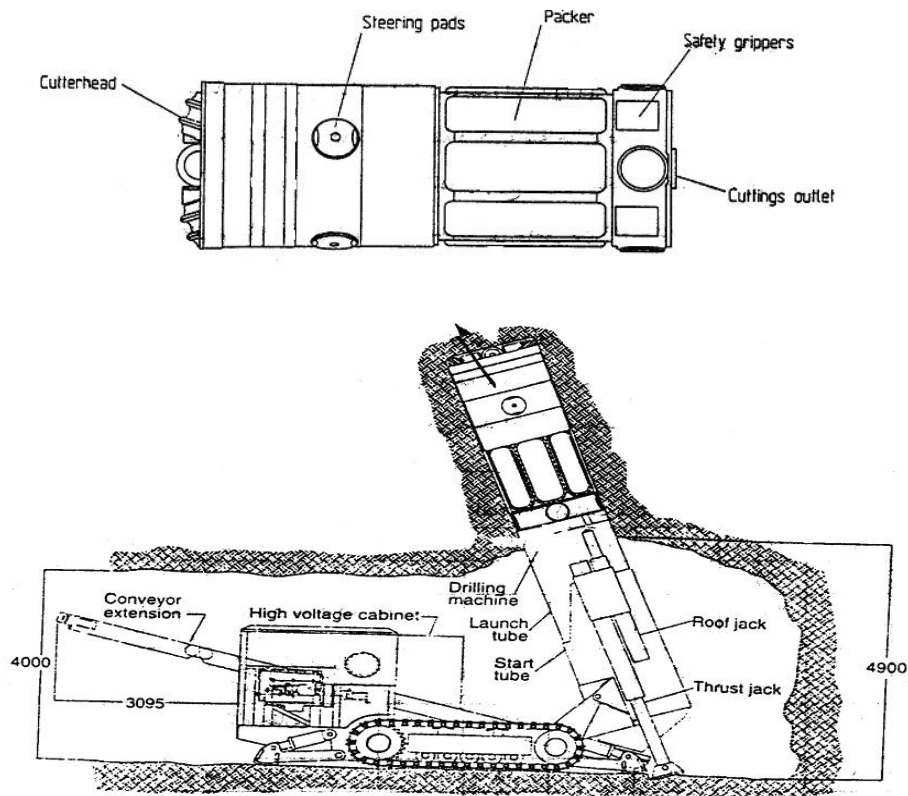 Steering pads
Packer
Safety grippers
Cutterhead
Cuttings outlet
Drilling
machine
Conveyor
extension
High voltage cabinet
Launch
tube
Roof jack
4000
Start
tube
4900
3095
Thrust jack